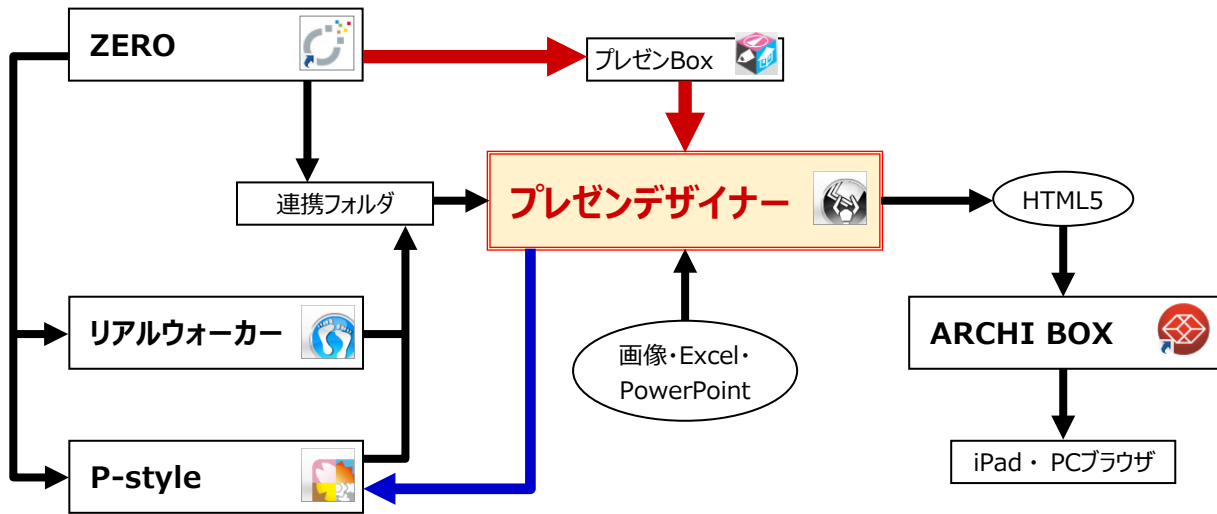 ZERO
プレゼンBox
連携フォルダ
プレゼンデザイナー
HTML5
リアルウォーカー
画像・Excel・
PowerPoint
ARCHI BOX
P-style
iPad ・ PCブラウザ